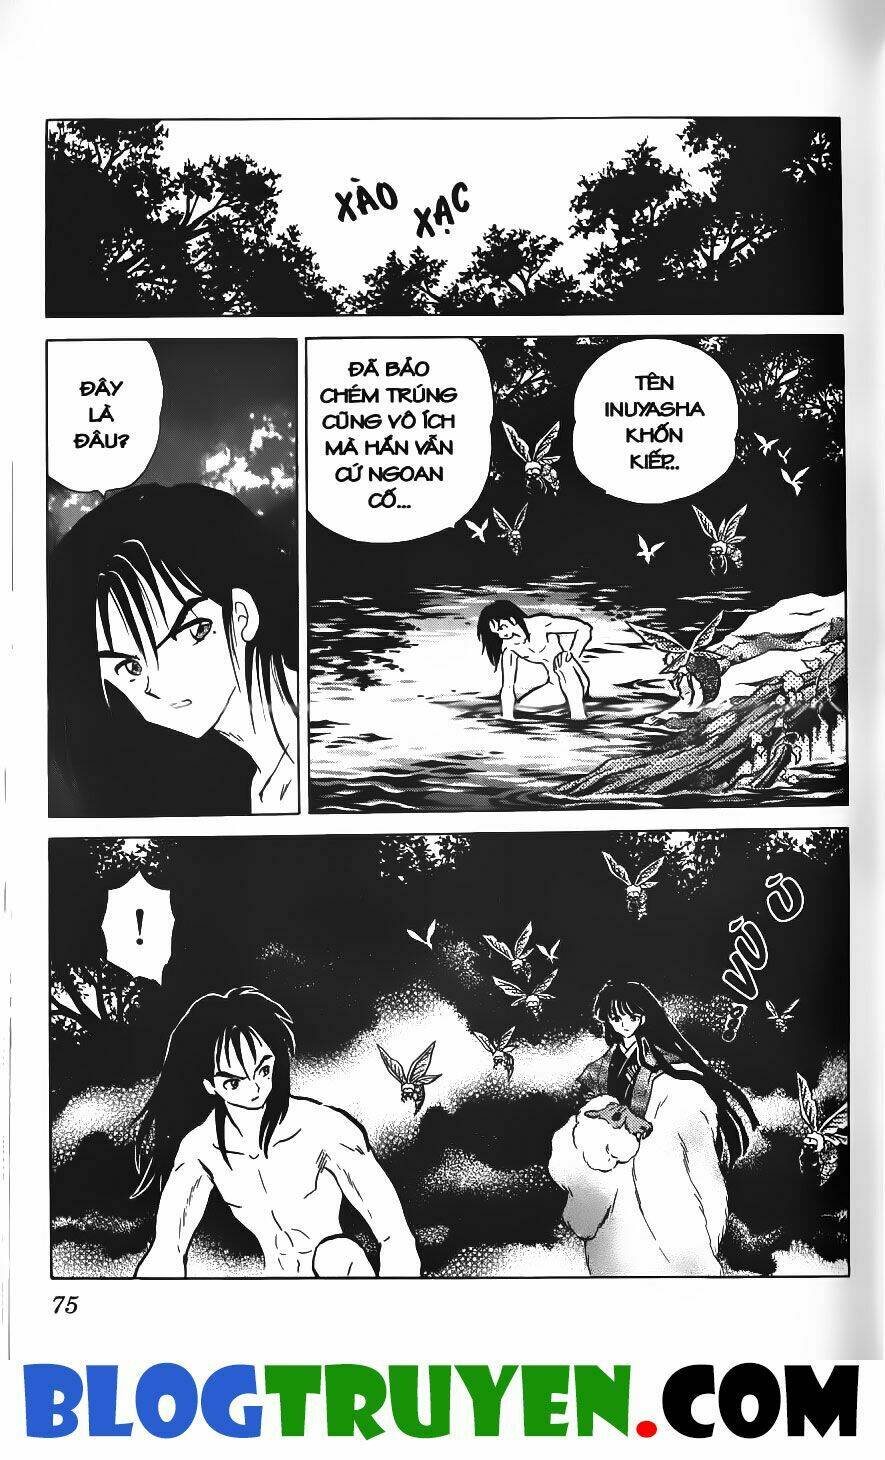 XÀO
XẠC
TÊN
INUYASHA
KHỐN
KIẾP...
ĐÃ BẢO
CHÉM TRÚNG
CŨNG VÔ ÍCH
MÀ HẮN VẪN
CỨ NGOAN
CỐ...
ĐÂY
LÀ
ĐÂU?
!
VÙ Ù
75
BLOGTRUYEN.COM